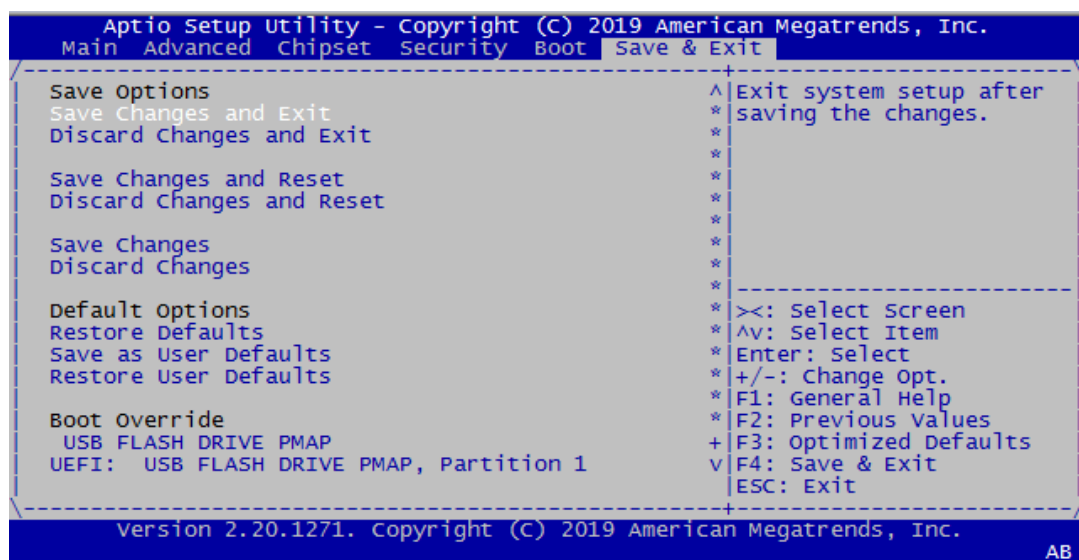 Aptio Setup Utility – Copyright (C) 2019 American Megatrends, Inc.
Main Advanced Chipset Security Boot Save & Exit
Save Options
Save Changes and Exit
Discard Changes and Exit
Save Changes and Reset
Discard Changes and Reset
Save Changes
Discard Changes
Default Options
Restore Defaults
Save as User Defaults
Restore User Defaults
Boot Override
USB FLASH DRIVE PMAP
UEFI: USB FLASH DRIVE PMAP, Partition 1
Exit system setup after
saving the changes.
><: Select Screen
^v: Select Item
Enter: Select
+/-: Change Opt.
F1: General Help
F2: Previous Values
F3: Optimized Defaults
F4: Save & Exit
ESC: Exit
Version 2.20.1271. Copyright (C) 2019 American Megatrends, Inc.
AB